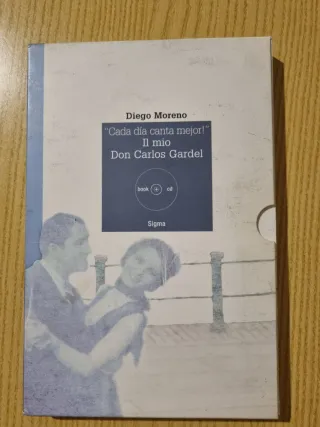 Diego Moreno
"Cada día canta mejor!"
Il mio
Don Carlos Gardel
book + cd
Sigma